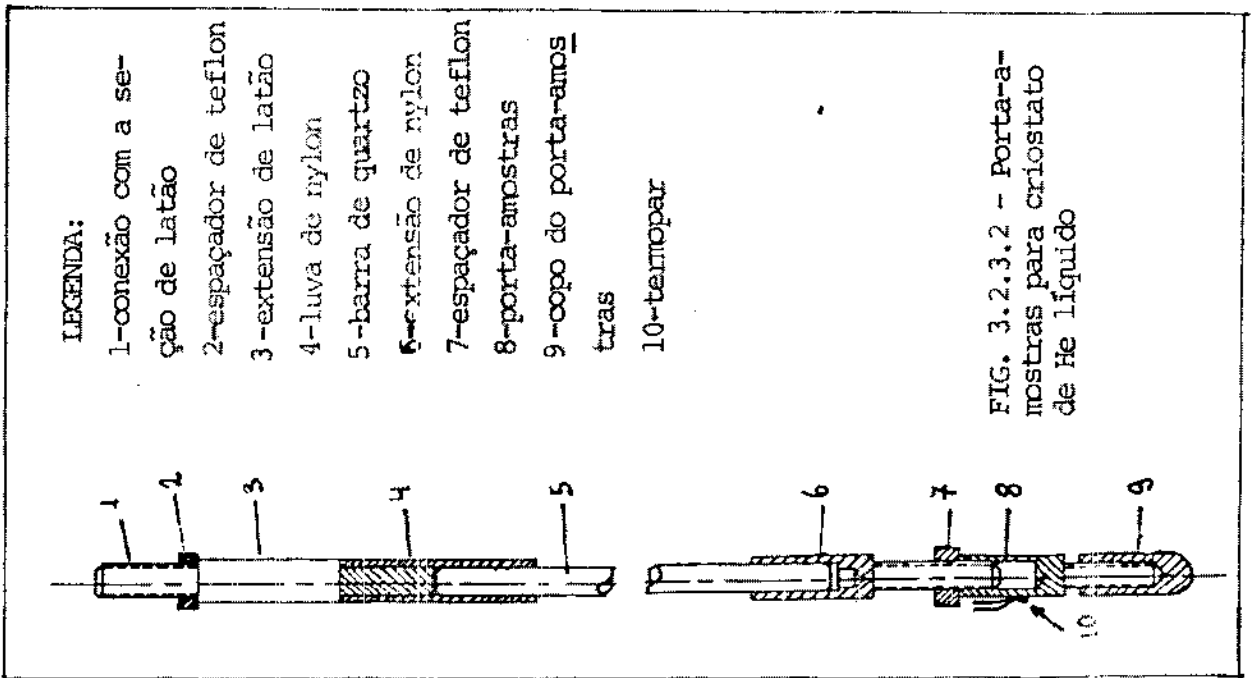 LEGENDA:
1-conexão com a se-
ção de latão
2-espaçador de teflon
3-extensão de latão
4-luva de nylon
5-barra de quartzo
6-extensão de nylon
7-espaçador de teflon
8-porta-amostras
9-copo do porta-amos
tras
10-termopar
1
2
3
4
5
6
7
8
9
10
FIG. 3.2.3.2 - Porta-a-
mostras para criostato
de He líquido